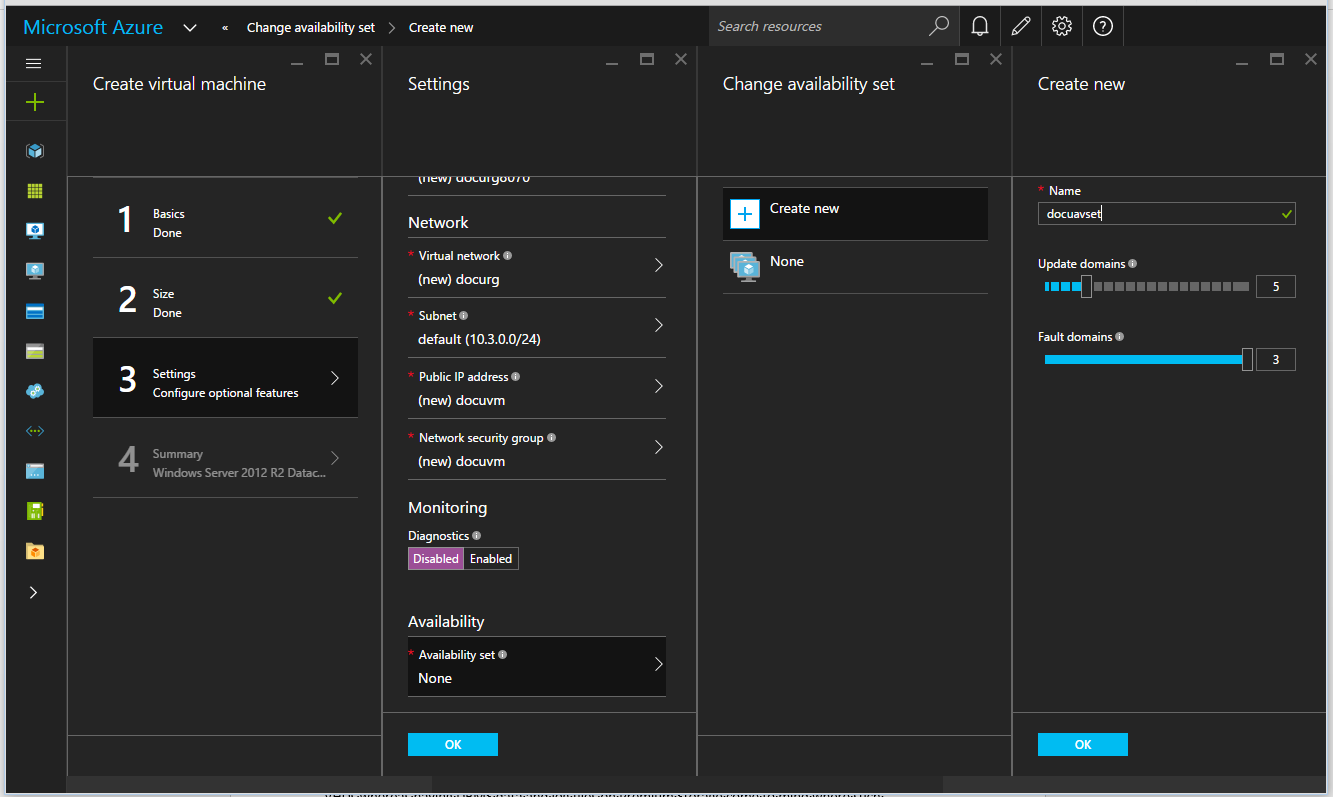 Microsoft Azure
« Change availability set > Create new
Search resources
Create virtual machine
1
Basics
Done
2
Size
Done
3
Settings
Configure optional features
4
Summary
Windows Server 2012 R2 Datac...
Settings
(new) docurg8070
Network
* Virtual network
(new) docurg
* Subnet
default (10.3.0.0/24)
* Public IP address
(new) docuvm
* Network security group
(new) docuvm
Monitoring
Diagnostics
Disabled Enabled
Availability
* Availability set
None
OK
Change availability set
Create new
None
Create new
* Name
docuavset
Update domains
5
Fault domains
3
OK